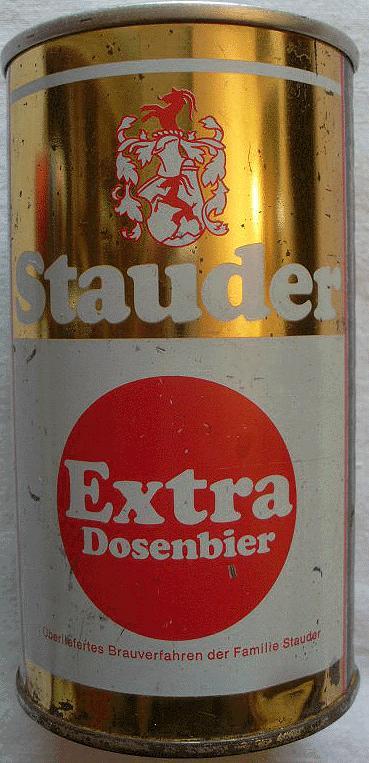 Stauder
Extra
Dosenbier
Überliefertes Brauverfahren der Familie Stauder